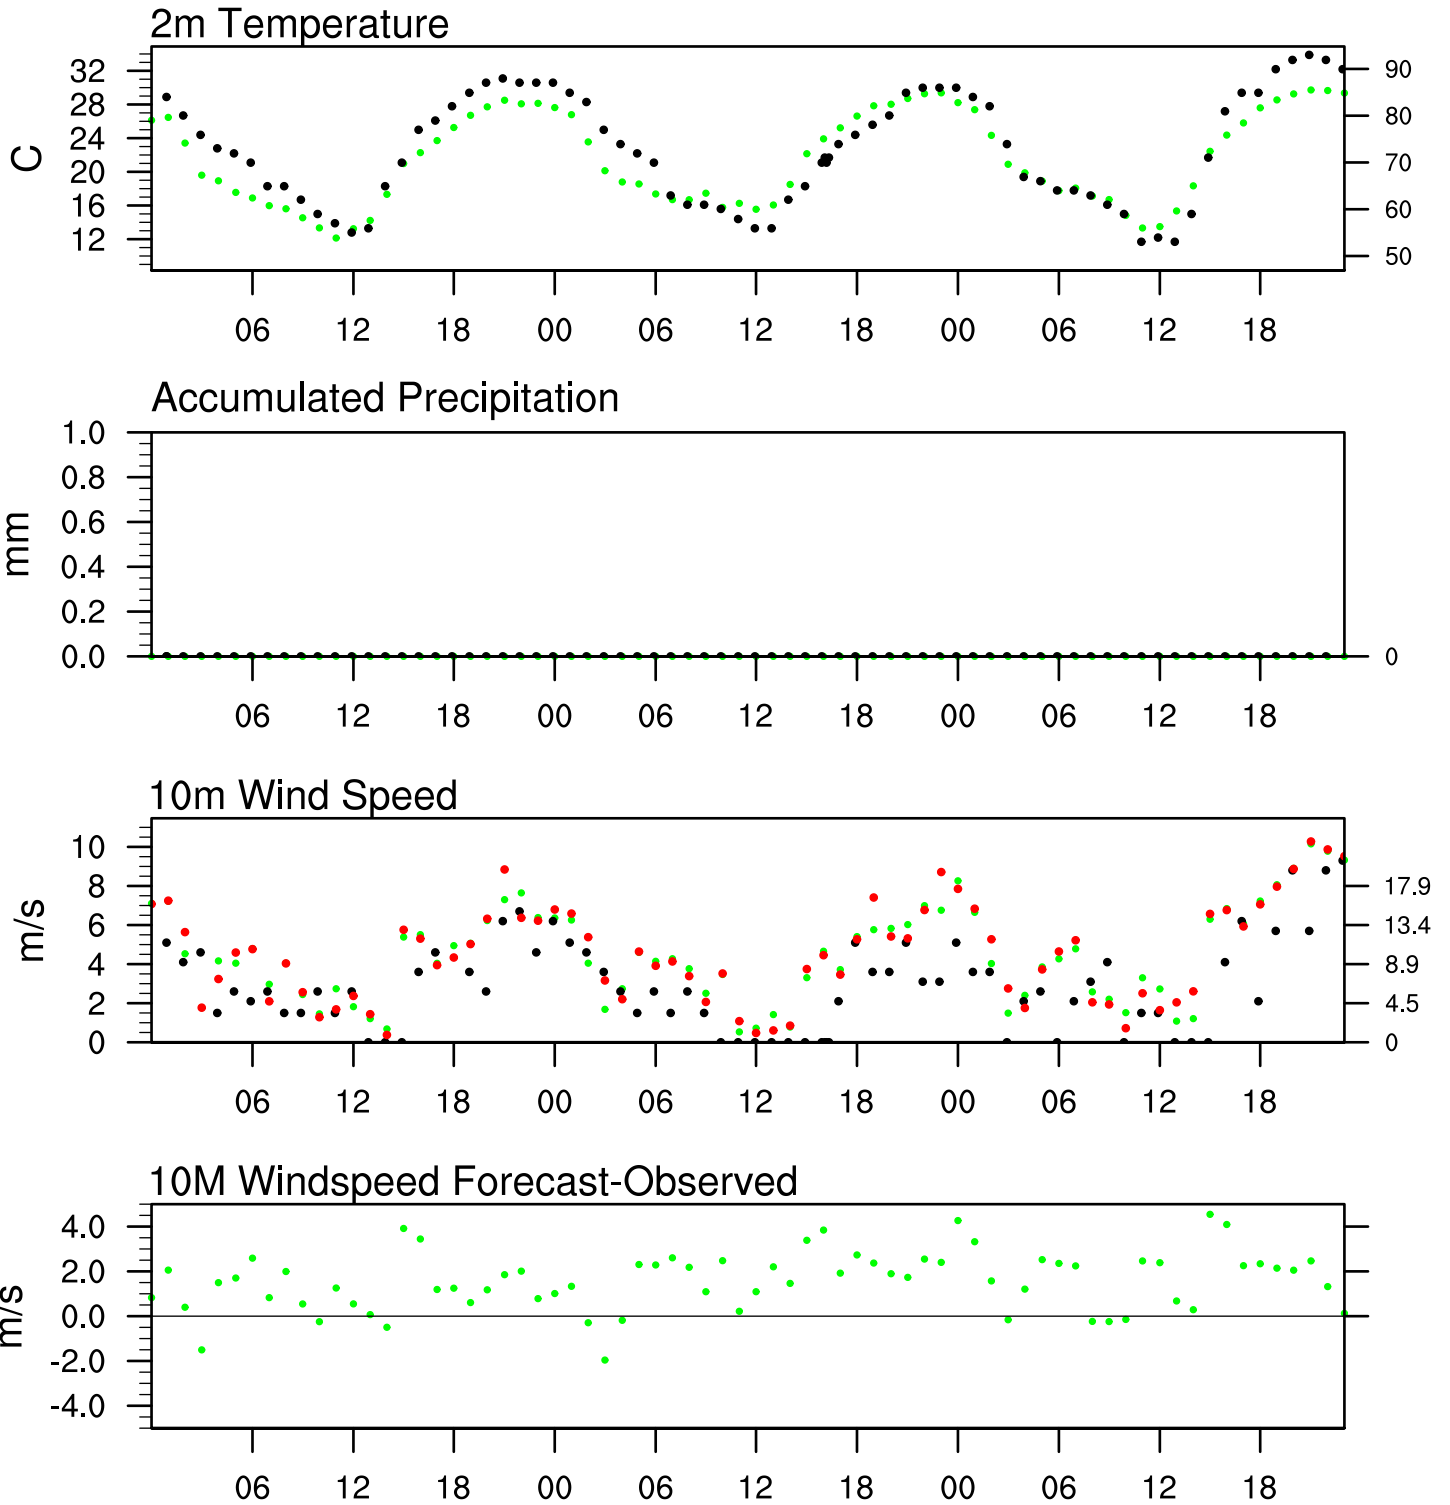 2m Temperature
32
28
24
20
16
12
C
90
80
70
60
50
06 12 18 00 06 12 18 00 06 12 18
Accumulated Precipitation
1.0
0.8
0.6
0.4
0.2
0.0
mm
0
06 12 18 00 06 12 18 00 06 12 18
10m Wind Speed
10
8
6
4
2
0
m/s
17.9
13.4
8.9
4.5
0
06 12 18 00 06 12 18 00 06 12 18
10M Windspeed Forecast-Observed
4.0
2.0
0.0
-2.0
-4.0
m/s
06 12 18 00 06 12 18 00 06 12 18